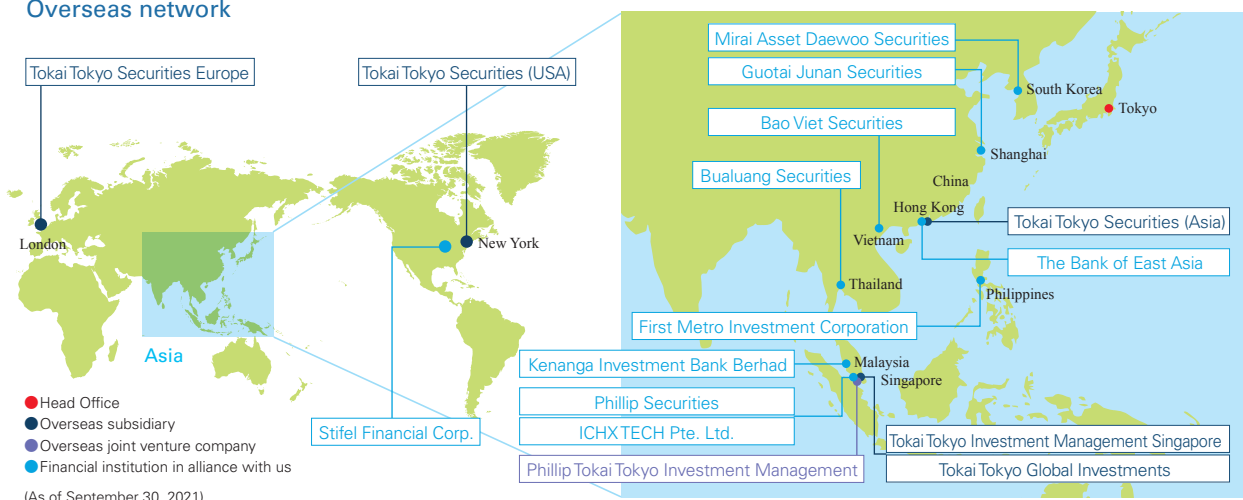 Overseas network
Tokai Tokyo Securities Europe
Tokai Tokyo Securities (USA)
London
New York
Asia
Stifel Financial Corp.
Head Office
Overseas subsidiary
Overseas joint venture company
Financial institution in alliance with us
(As of September 30, 2021)
Mirai Asset Daewoo Securities
Guotai Junan Securities
South Korea
Tokyo
Bao Viet Securities
Shanghai
Bualuang Securities
China
Hong Kong
Tokai Tokyo Securities (Asia)
Vietnam
The Bank of East Asia
Thailand
Philippines
First Metro Investment Corporation
Kenanga Investment Bank Berhad
Malaysia
Singapore
Phillip Securities
ICHX TECH Pte. Ltd.
Tokai Tokyo Investment Management Singapore
Phillip Tokai Tokyo Investment Management
Tokai Tokyo Global Investments